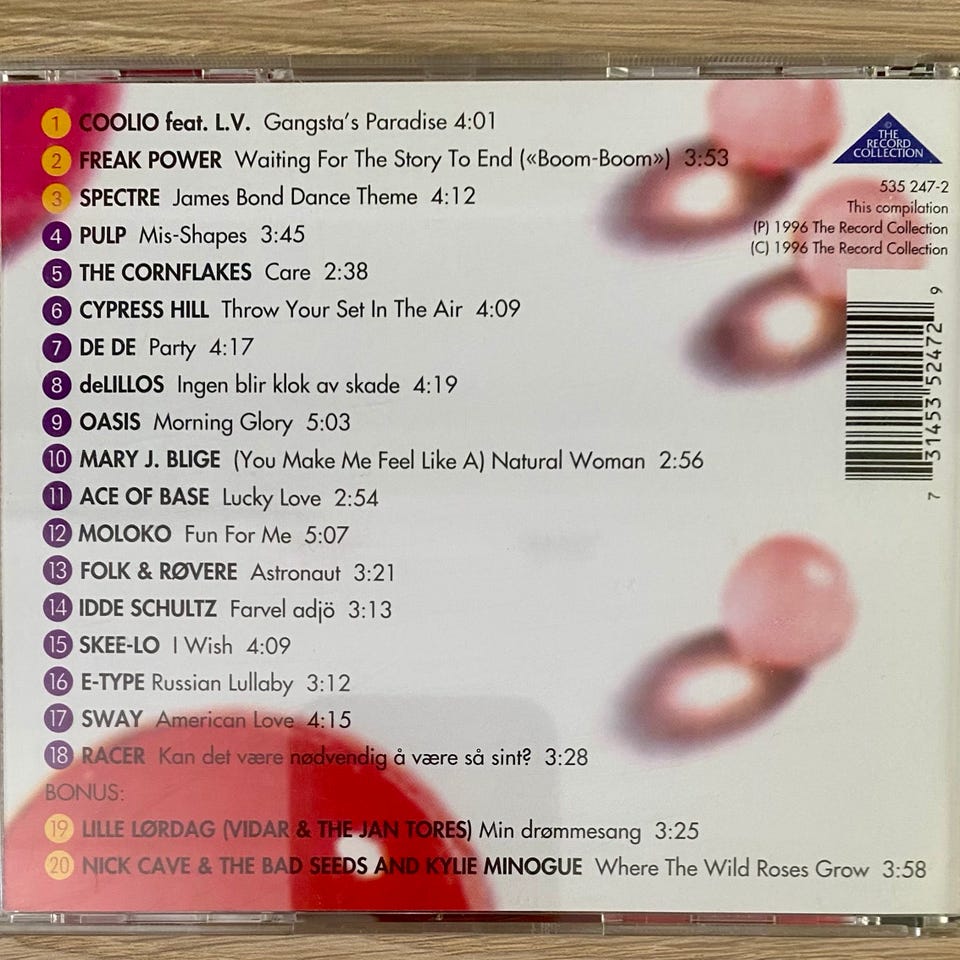 1 COOLIO feat. L.V. Gangsta's Paradise 4:01
2 FREAK POWER Waiting For The Story To End («Boom-Boom») 3:53
3 SPECTRE James Bond Dance Theme 4:12
4 PULP Mis-Shapes 3:45
5 THE CORNFLAKES Care 2:38
6 CYPRESS HILL Throw Your Set In The Air 4:09
7 DE DE Party 4:17
8 deLILLOS Ingen blir klok av skade 4:19
9 OASIS Morning Glory 5:03
10 MARY J. BLIGE (You Make Me Feel Like A) Natural Woman 2:56
11 ACE OF BASE Lucky Love 2:54
12 MOLOKO Fun For Me 5:07
13 FOLK & RØVERE Astronaut 3:21
14 IDDE SCHULTZ Farvel adjö 3:13
15 SKEE-LO I Wish 4:09
16 E-TYPE Russian Lullaby 3:12
17 SWAY American Love 4:15
18 RACER Kan det være nødvendig å være så sint? 3:28
BONUS:
19 LILLE LØRDAG (VIDAR & THE JAN TORES) Min drømmesang 3:25
20 NICK CAVE & THE BAD SEEDS AND KYLIE MINOGUE Where The Wild Roses Grow 3:58
©
THE
RECORD
COLLECTION
535 247-2
This compilation
(P) 1996 The Record Collection
(C) 1996 The Record Collection
7 31453 52472 9